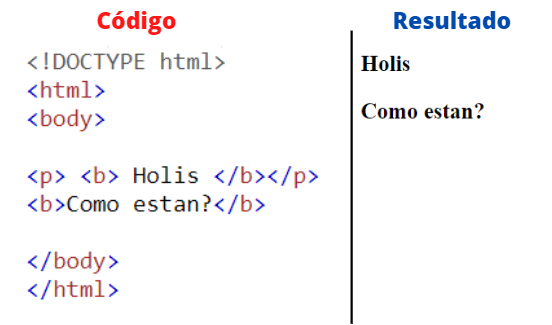 Código
<!DOCTYPE html>
<html>
<body>
<p> <b> Holis </b></p>
<b>Como estan?</b>
</body>
</html>
Resultado
Holis
Como estan?